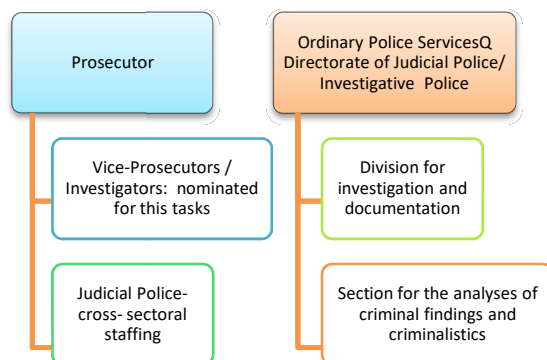 Prosecutor
Ordinary Police ServicesQ
Directorate of Judicial Police/
Investigative Police
Vice-Prosecutors /
Investigators: nominated
for this tasks
Division for
investigation and
documentation
Judicial Police-
cross- sectoral
staffing
Section for the analyses of
criminal findings and
criminalistics